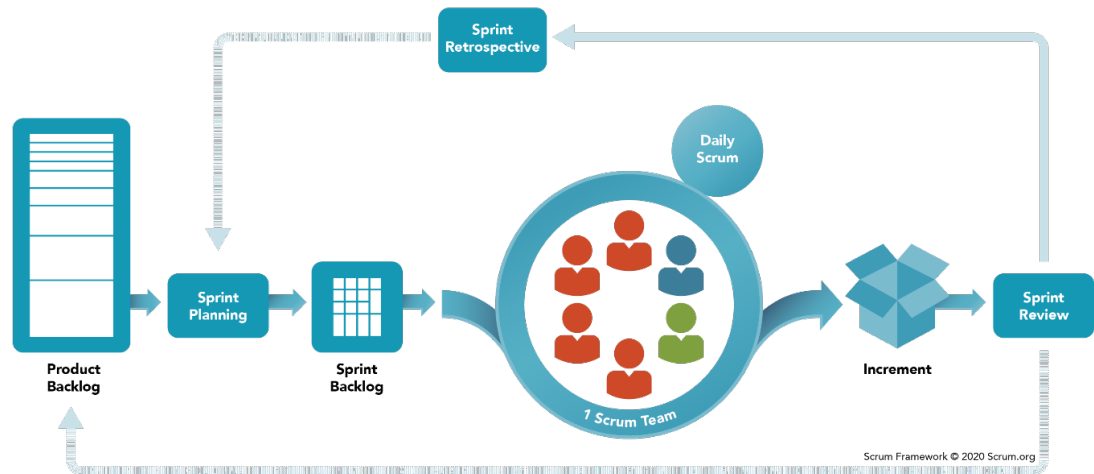 Sprint
Retrospective
Daily
Scrum
Sprint
Planning
Sprint
Review
Product
Backlog
Sprint
Backlog
1 Scrum Team
Increment
Scrum Framework © 2020 Scrum.org